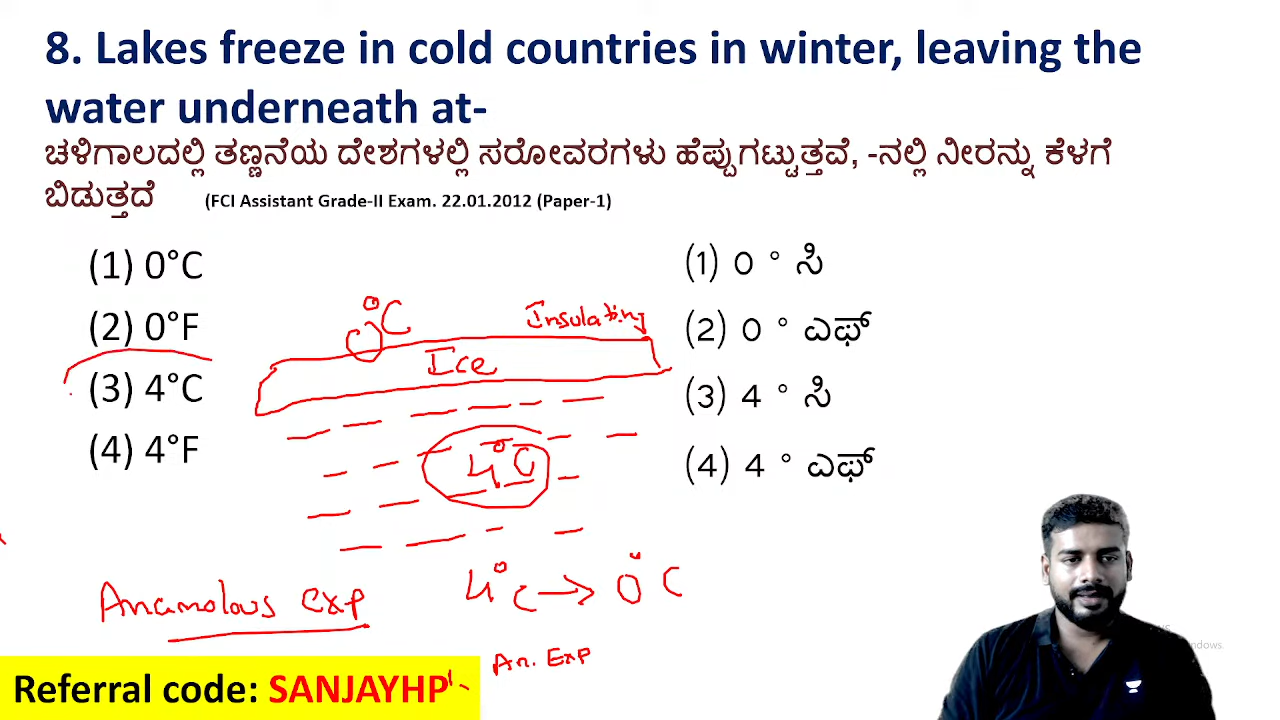 8. Lakes freeze in cold countries in winter, leaving the
water underneath at-
ಚಳಿಗಾಲದಲ್ಲಿ ತಣ್ಣನೆಯ ದೇಶಗಳಲ್ಲಿ ಸರೋವರಗಳು ಹೆಪ್ಪುಗಟ್ಟುತ್ತವೆ, -ನಲ್ಲಿ ನೀರನ್ನು ಕೆಳಗೆ
ಬಿಡುತ್ತದೆ (FCI Assistant Grade-II Exam. 22.01.2012 (Paper-1)
(1) 0°C
(2) 0°F
(3) 4°C
(4) 4°F
(1) 0 ° ಸಿ
(2) 0 ° ಎಫ್
(3) 4 ° ಸಿ
(4) 4 ° ಎಫ್
0°C
Insulating
Ice
4°C
4°C → 0°C
Anamolous exp
An. Exp
Referral code: SANJAYHP